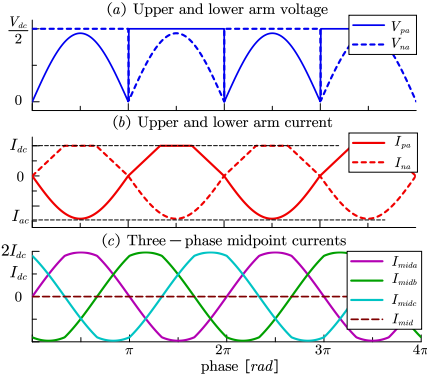 (a) Upper and lower arm voltage
V_dc
2
0
V_pa
V_na
(b) Upper and lower arm current
I_dc
0
I_ac
I_pa
I_na
(c) Three − phase midpoint currents
2I_dc
I_dc
0
I_mida
I_midb
I_midc
I_mid
π
2π
3π
4π
phase [rad]